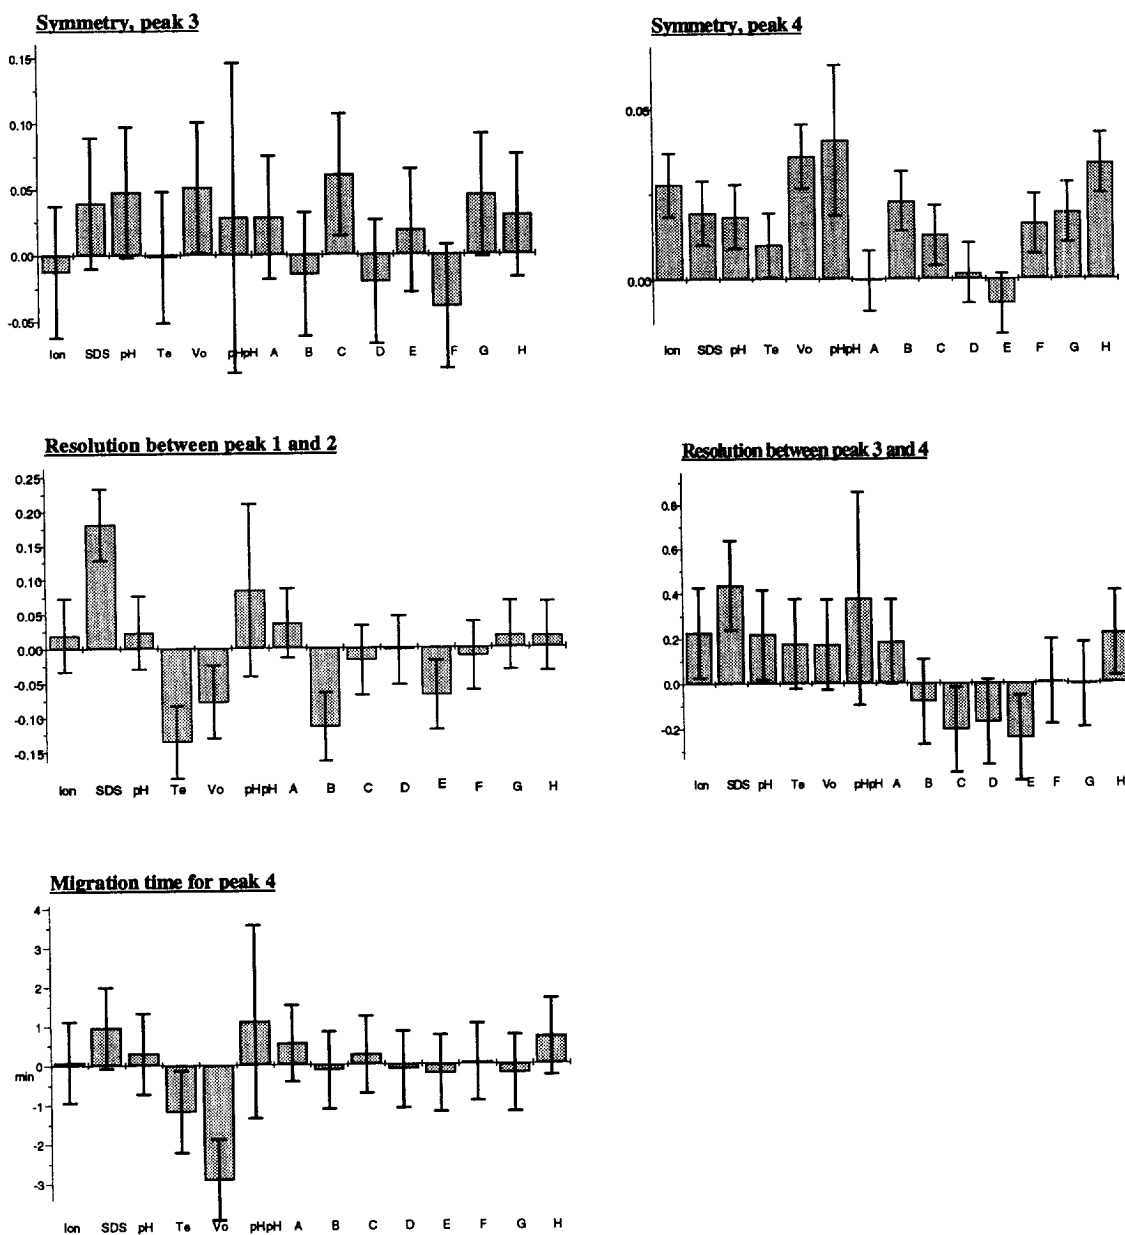 Symmetry, peak 3
0.15
0.10
0.05
0.00
-0.05
Ion SDS pH Te Vo pHpH A B C D E F G H
Symmetry, peak 4
0.05
0.00
Ion SDS pH Te Vo pHpH A B C D E F G H
Resolution between peak 1 and 2
0.25
0.20
0.15
0.10
0.05
0.00
-0.05
-0.10
-0.15
Ion SDS pH Te Vo pHpH A B C D E F G H
Resolution between peak 3 and 4
0.8
0.6
0.4
0.2
0.0
-0.2
Ion SDS pH Te Vo pHpH A B C D E F G H
Migration time for peak 4
4
3
2
1
0
min
-1
-2
-3
Ion SDS pH Te Vo pHpH A B C D E F G H